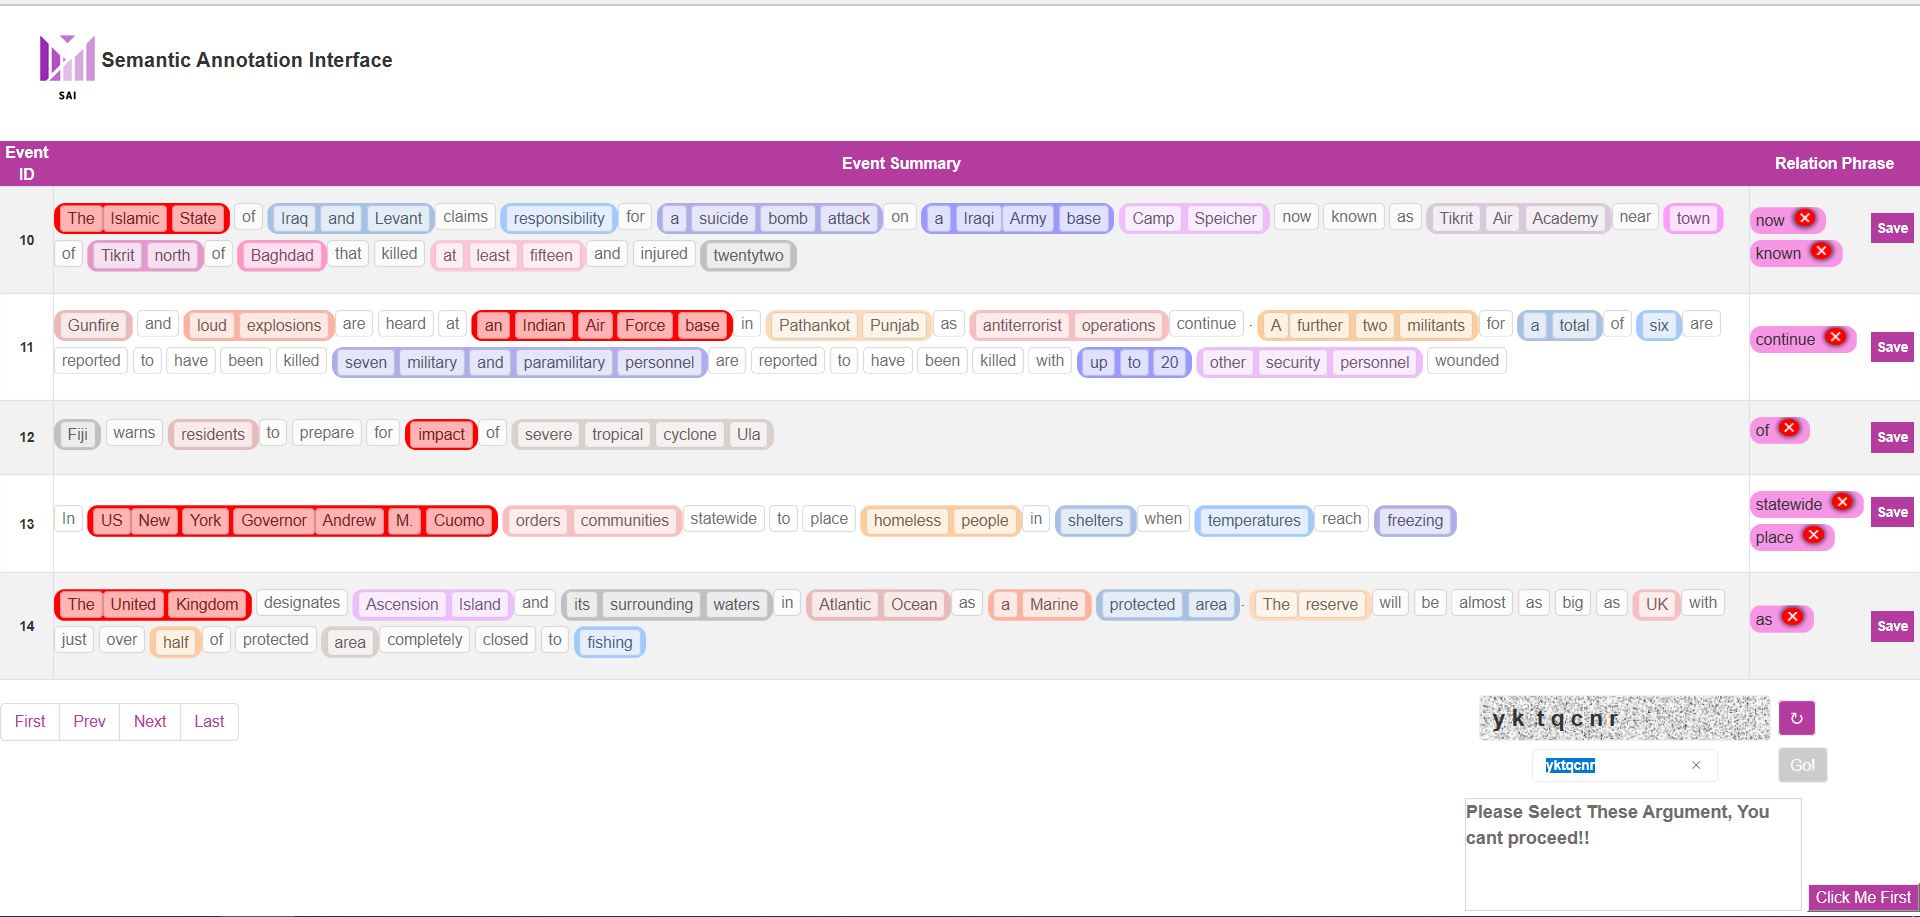 Semantic Annotation Interface
SAI
Event ID Event Summary Relation Phrase
10 The Islamic State of Iraq and Levant claims responsibility for a suicide bomb attack on a Iraqi Army base Camp Speicher now known as Tikrit Air Academy near town
of Tikrit north of Baghdad that killed at least fifteen and injured twentytwo
now
known
Save
11 Gunfire and loud explosions are heard at an Indian Air Force base in Pathankot Punjab as antiterrorist operations continue . A further two militants for a total of six are
reported to have been killed seven military and paramilitary personnel are reported to have been killed with up to 20 other security personnel wounded
continue
Save
12 Fiji warns residents to prepare for impact of severe tropical cyclone Ula
of
Save
13 In US New York Governor Andrew M. Cuomo orders communities statewide to place homeless people in shelters when temperatures reach freezing
statewide
place
Save
14 The United Kingdom designates Ascension Island and its surrounding waters in Atlantic Ocean as a Marine protected area . The reserve will be almost as big as UK with
just over half of protected area completely closed to fishing
as
Save
First Prev Next Last
yktqcnr
yktqcnr
Go!
Please Select These Argument, You
cant proceed!!
Click Me First